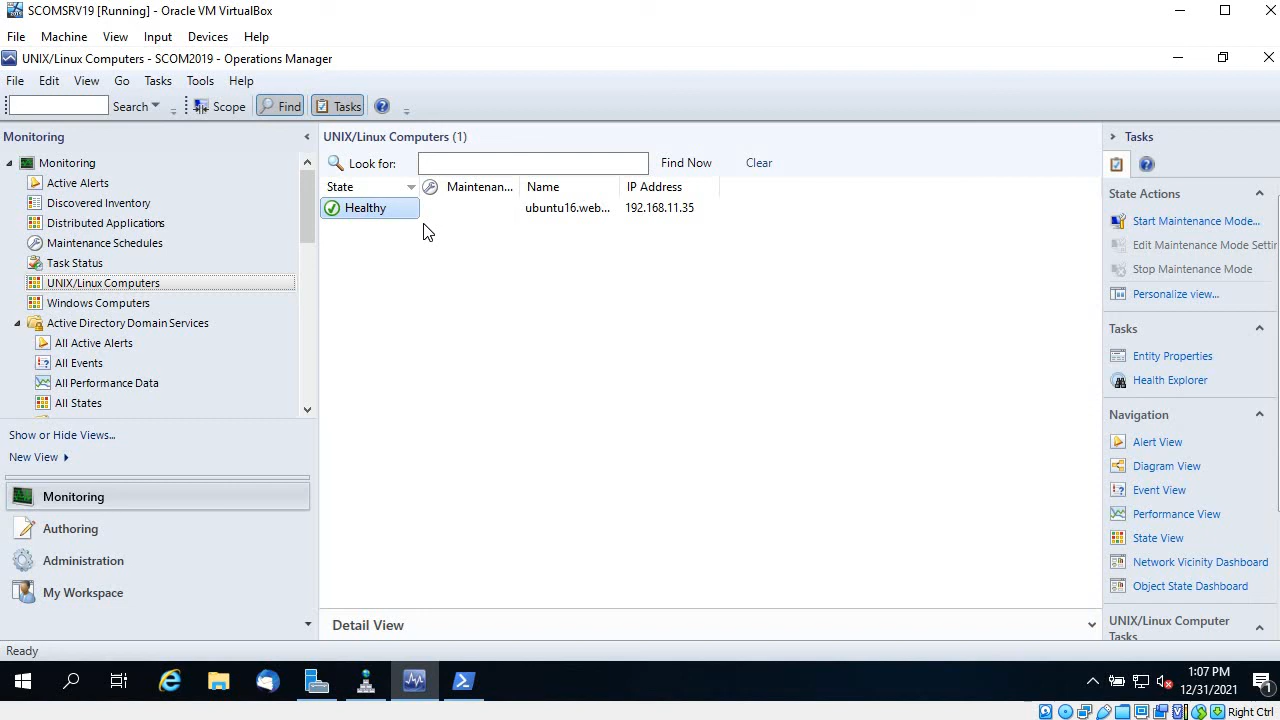 SCOMSRV19 [Running] - Oracle VM VirtualBox
File Machine View Input Devices Help
UNIX/Linux Computers - SCOM2019 - Operations Manager
File Edit View Go Tasks Tools Help
Search Scope Find Tasks
Monitoring
Monitoring
Active Alerts
Discovered Inventory
Distributed Applications
Maintenance Schedules
Task Status
UNIX/Linux Computers
Windows Computers
Active Directory Domain Services
All Active Alerts
All Events
All Performance Data
All States
Show or Hide Views...
New View
Monitoring
Authoring
Administration
My Workspace
UNIX/Linux Computers (1)
Look for: Find Now Clear
State Maintenan... Name IP Address
Healthy ubuntu16.web... 192.168.11.35
Detail View
Tasks
State Actions
Start Maintenance Mode...
Edit Maintenance Mode Settin
Stop Maintenance Mode
Personalize view...
Tasks
Entity Properties
Health Explorer
Navigation
Alert View
Diagram View
Event View
Performance View
State View
Network Vicinity Dashboard
Object State Dashboard
UNIX/Linux Computer
Tasks
Ready
1:07 PM
12/31/2021
1
Right Ctrl